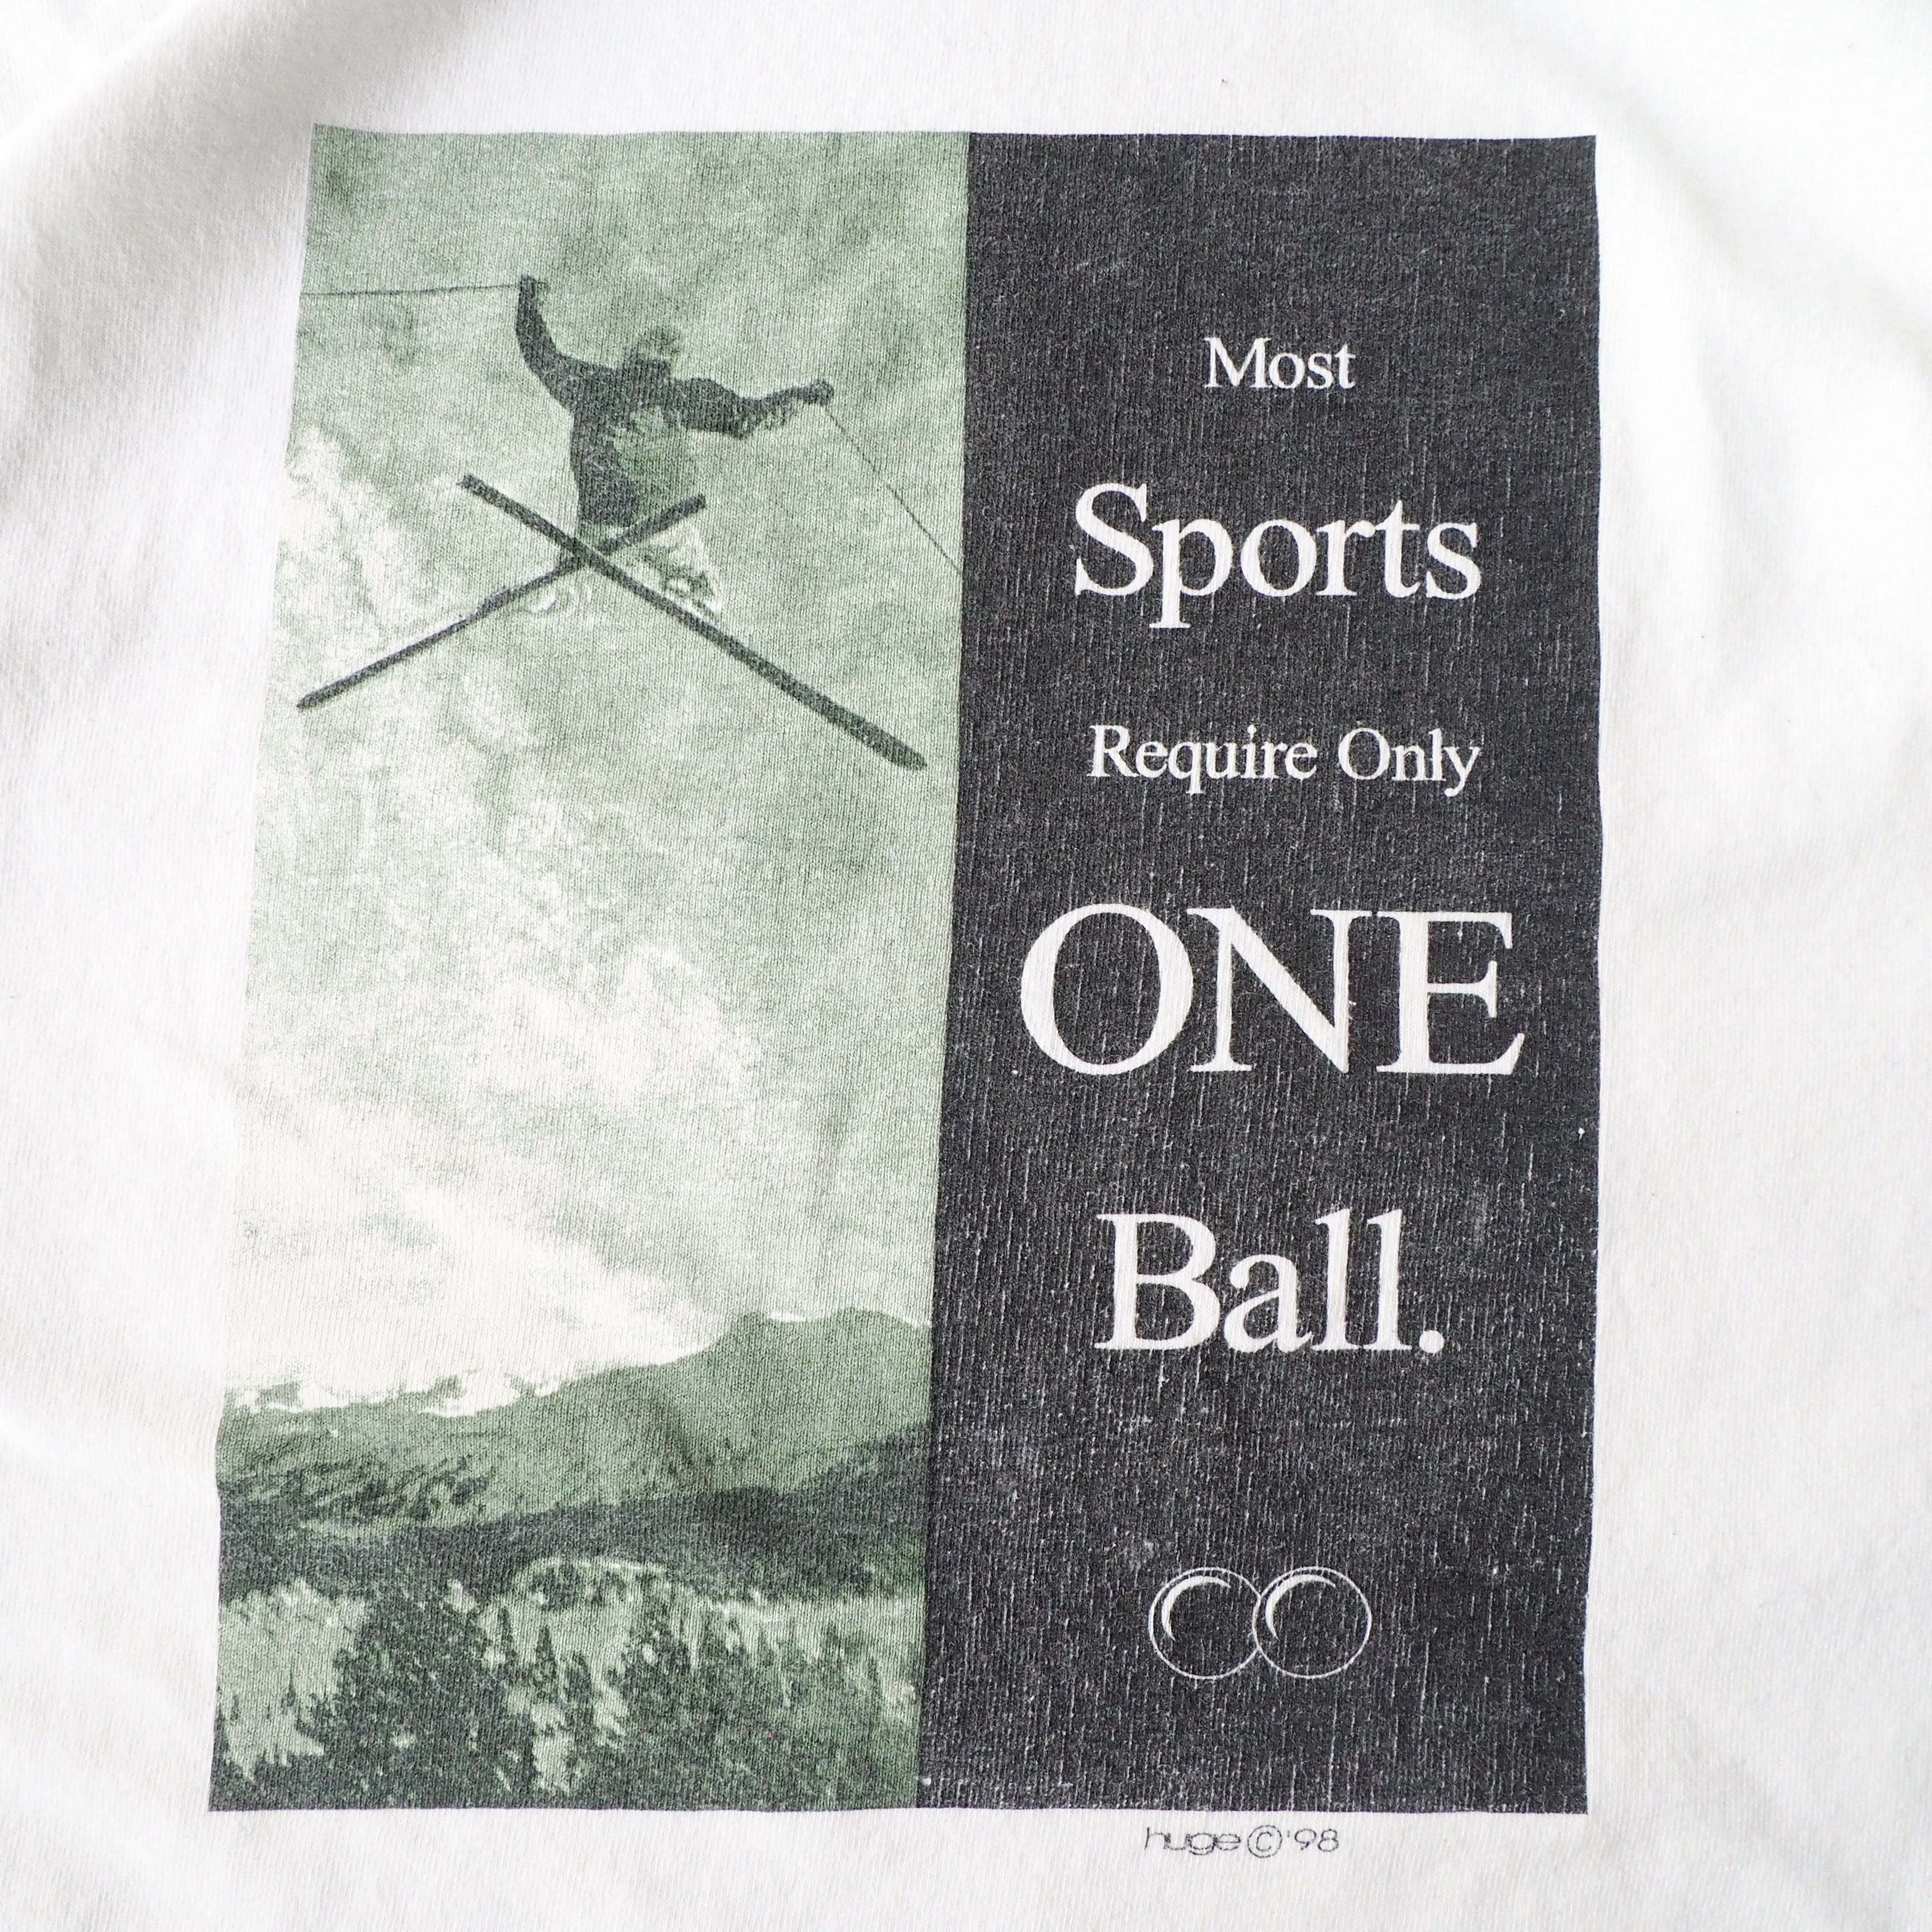 Most
Sports
Require Only
ONE
Ball.
huge©'98